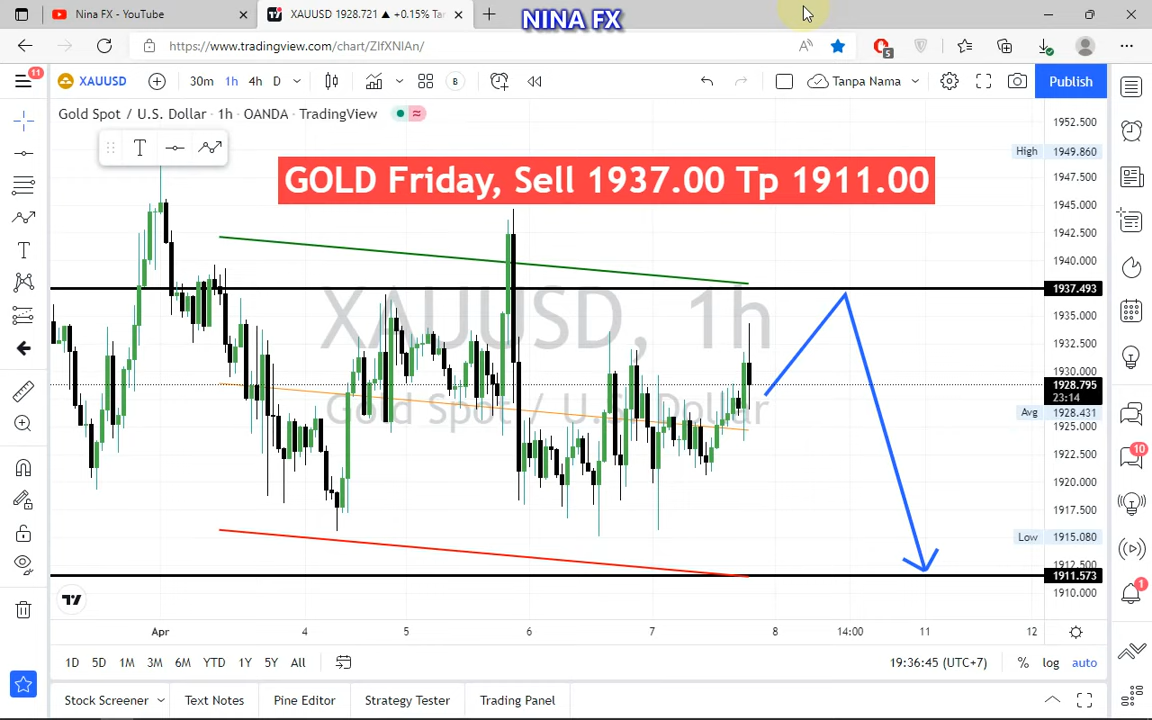 Nina FX - YouTube
XAUUSD 1928.721 ▲ +0.15% Ta
NINA FX
https://www.tradingview.com/chart/ZIfXNIAn/
5
11
XAUUSD
30m 1h 4h D
B
Tanpa Nama
Publish
Gold Spot / U.S. Dollar · 1h · OANDA · TradingView
T
GOLD Friday, Sell 1937.00 Tp 1911.00
XAUUSD, 1h
Gold Spot / U.S. Dollar
1952.500
High 1949.860
1947.500
1945.000
1942.500
1940.000
1937.493
1935.000
1932.500
1930.000
1928.795
23:14
Avg 1928.431
1925.000
1922.500
1920.000
1917.500
Low 1915.080
1912.500
1911.573
1910.000
10
1
T
Apr 4 5 6 7 8 14:00 11 12
1D 5D 1M 3M 6M YTD 1Y 5Y All
19:36:45 (UTC+7) % log auto
Stock Screener Text Notes Pine Editor Strategy Tester Trading Panel